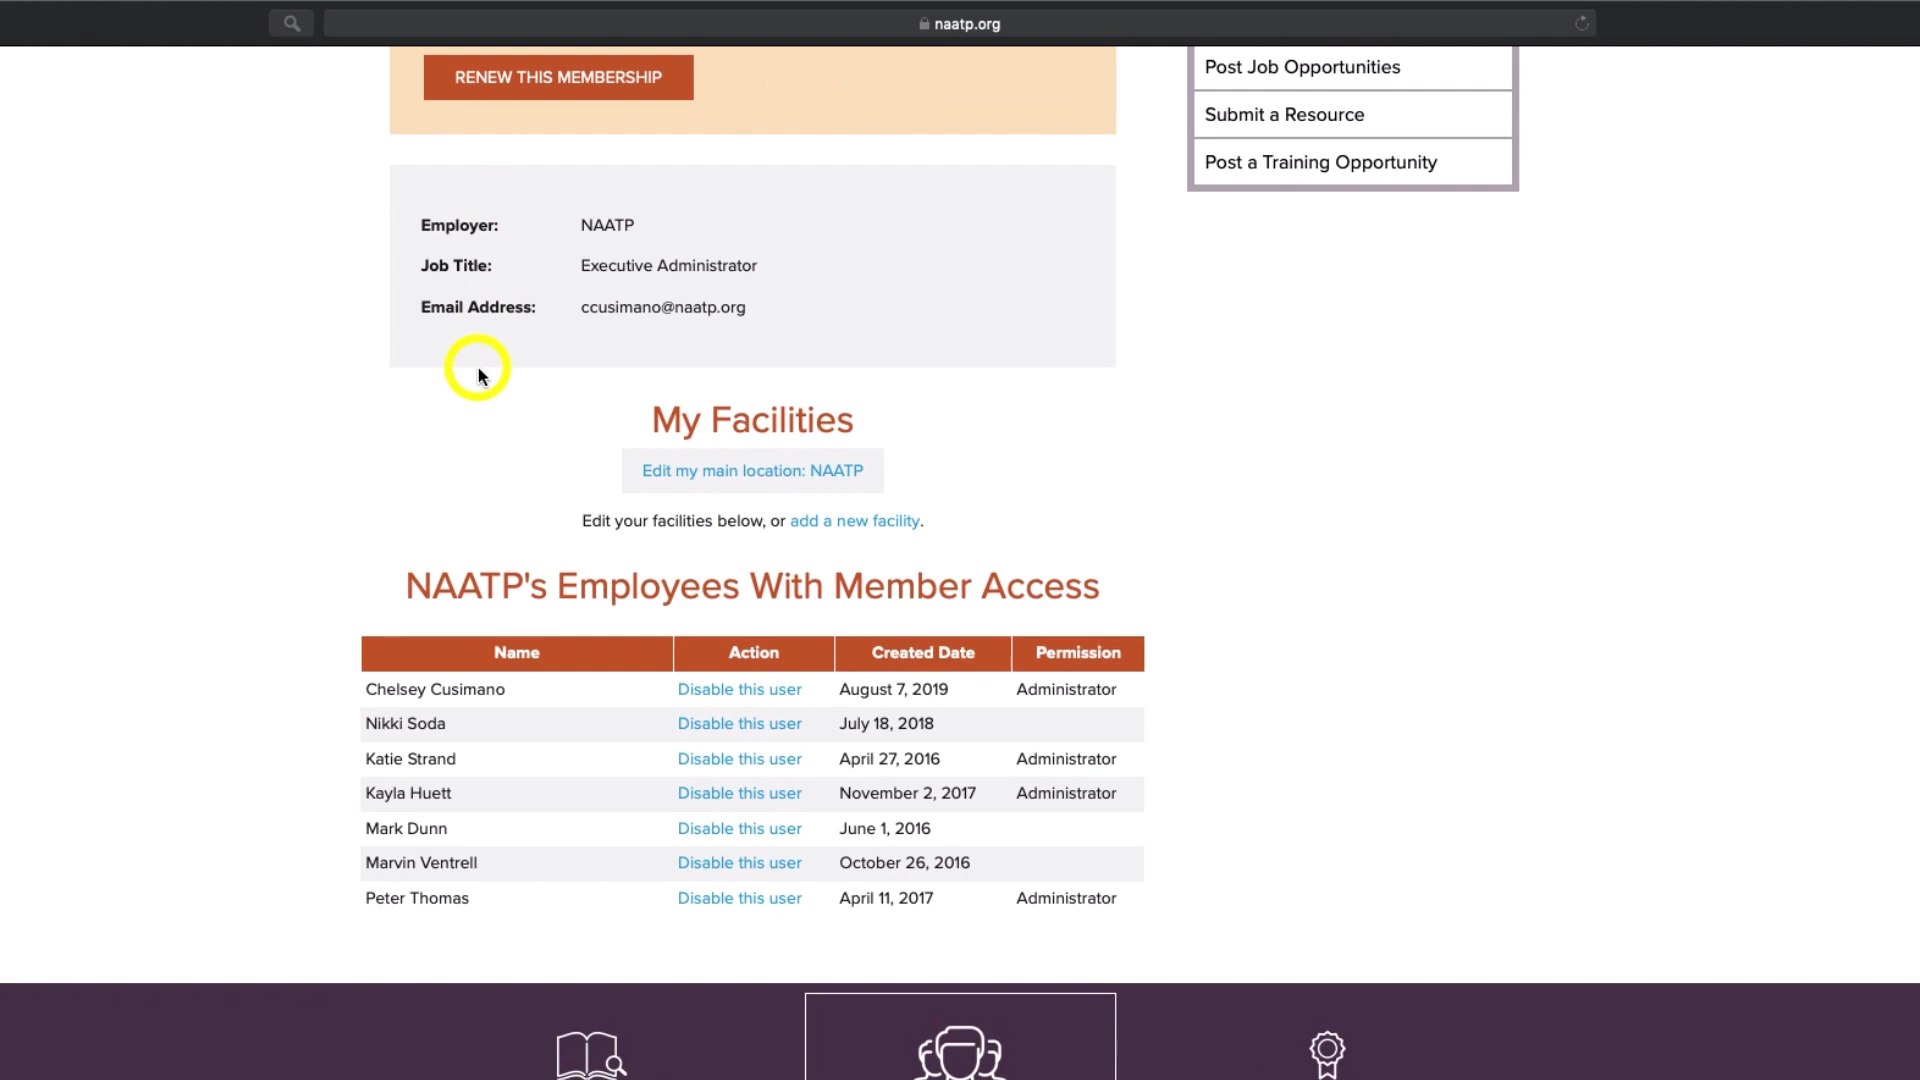 naatp.org
RENEW THIS MEMBERSHIP
Post Job Opportunities
Submit a Resource
Post a Training Opportunity
Employer: NAATP
Job Title: Executive Administrator
Email Address: ccusimano@naatp.org
My Facilities
Edit my main location: NAATP
Edit your facilities below, or add a new facility.
NAATP's Employees With Member Access
Name Action Created Date Permission
Chelsey Cusimano Disable this user August 7, 2019 Administrator
Nikki Soda Disable this user July 18, 2018
Katie Strand Disable this user April 27, 2016 Administrator
Kayla Huett Disable this user November 2, 2017 Administrator
Mark Dunn Disable this user June 1, 2016
Marvin Ventrell Disable this user October 26, 2016
Peter Thomas Disable this user April 11, 2017 Administrator